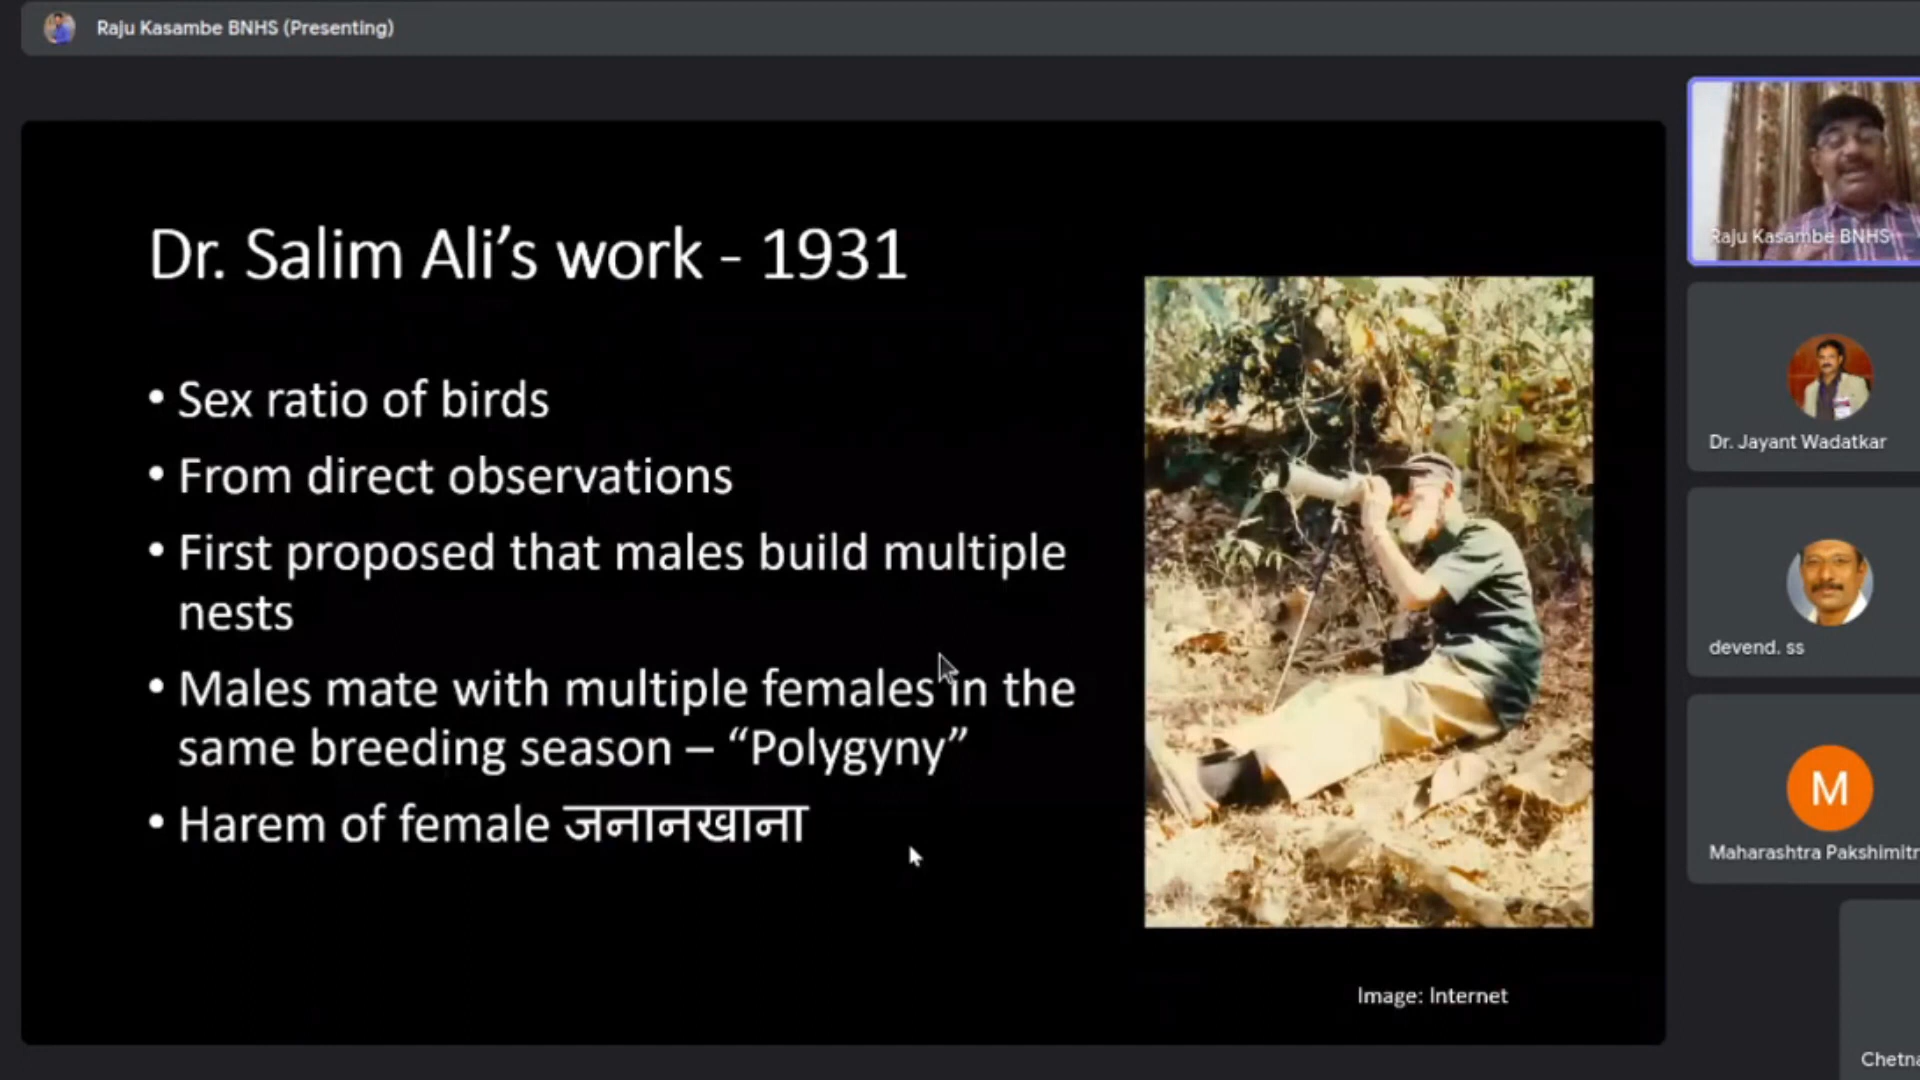 Raju Kasambe BNHS (Presenting)
Dr. Salim Ali’s work - 1931
• Sex ratio of birds
• From direct observations
• First proposed that males build multiple
nests
• Males mate with multiple females in the
same breeding season – “Polygyny”
• Harem of female जनानखाना
Image: Internet
Raju Kasambe BNHS
Dr. Jayant Wadatkar
devend. ss
M
Maharashtra Pakshimitr
Chetna